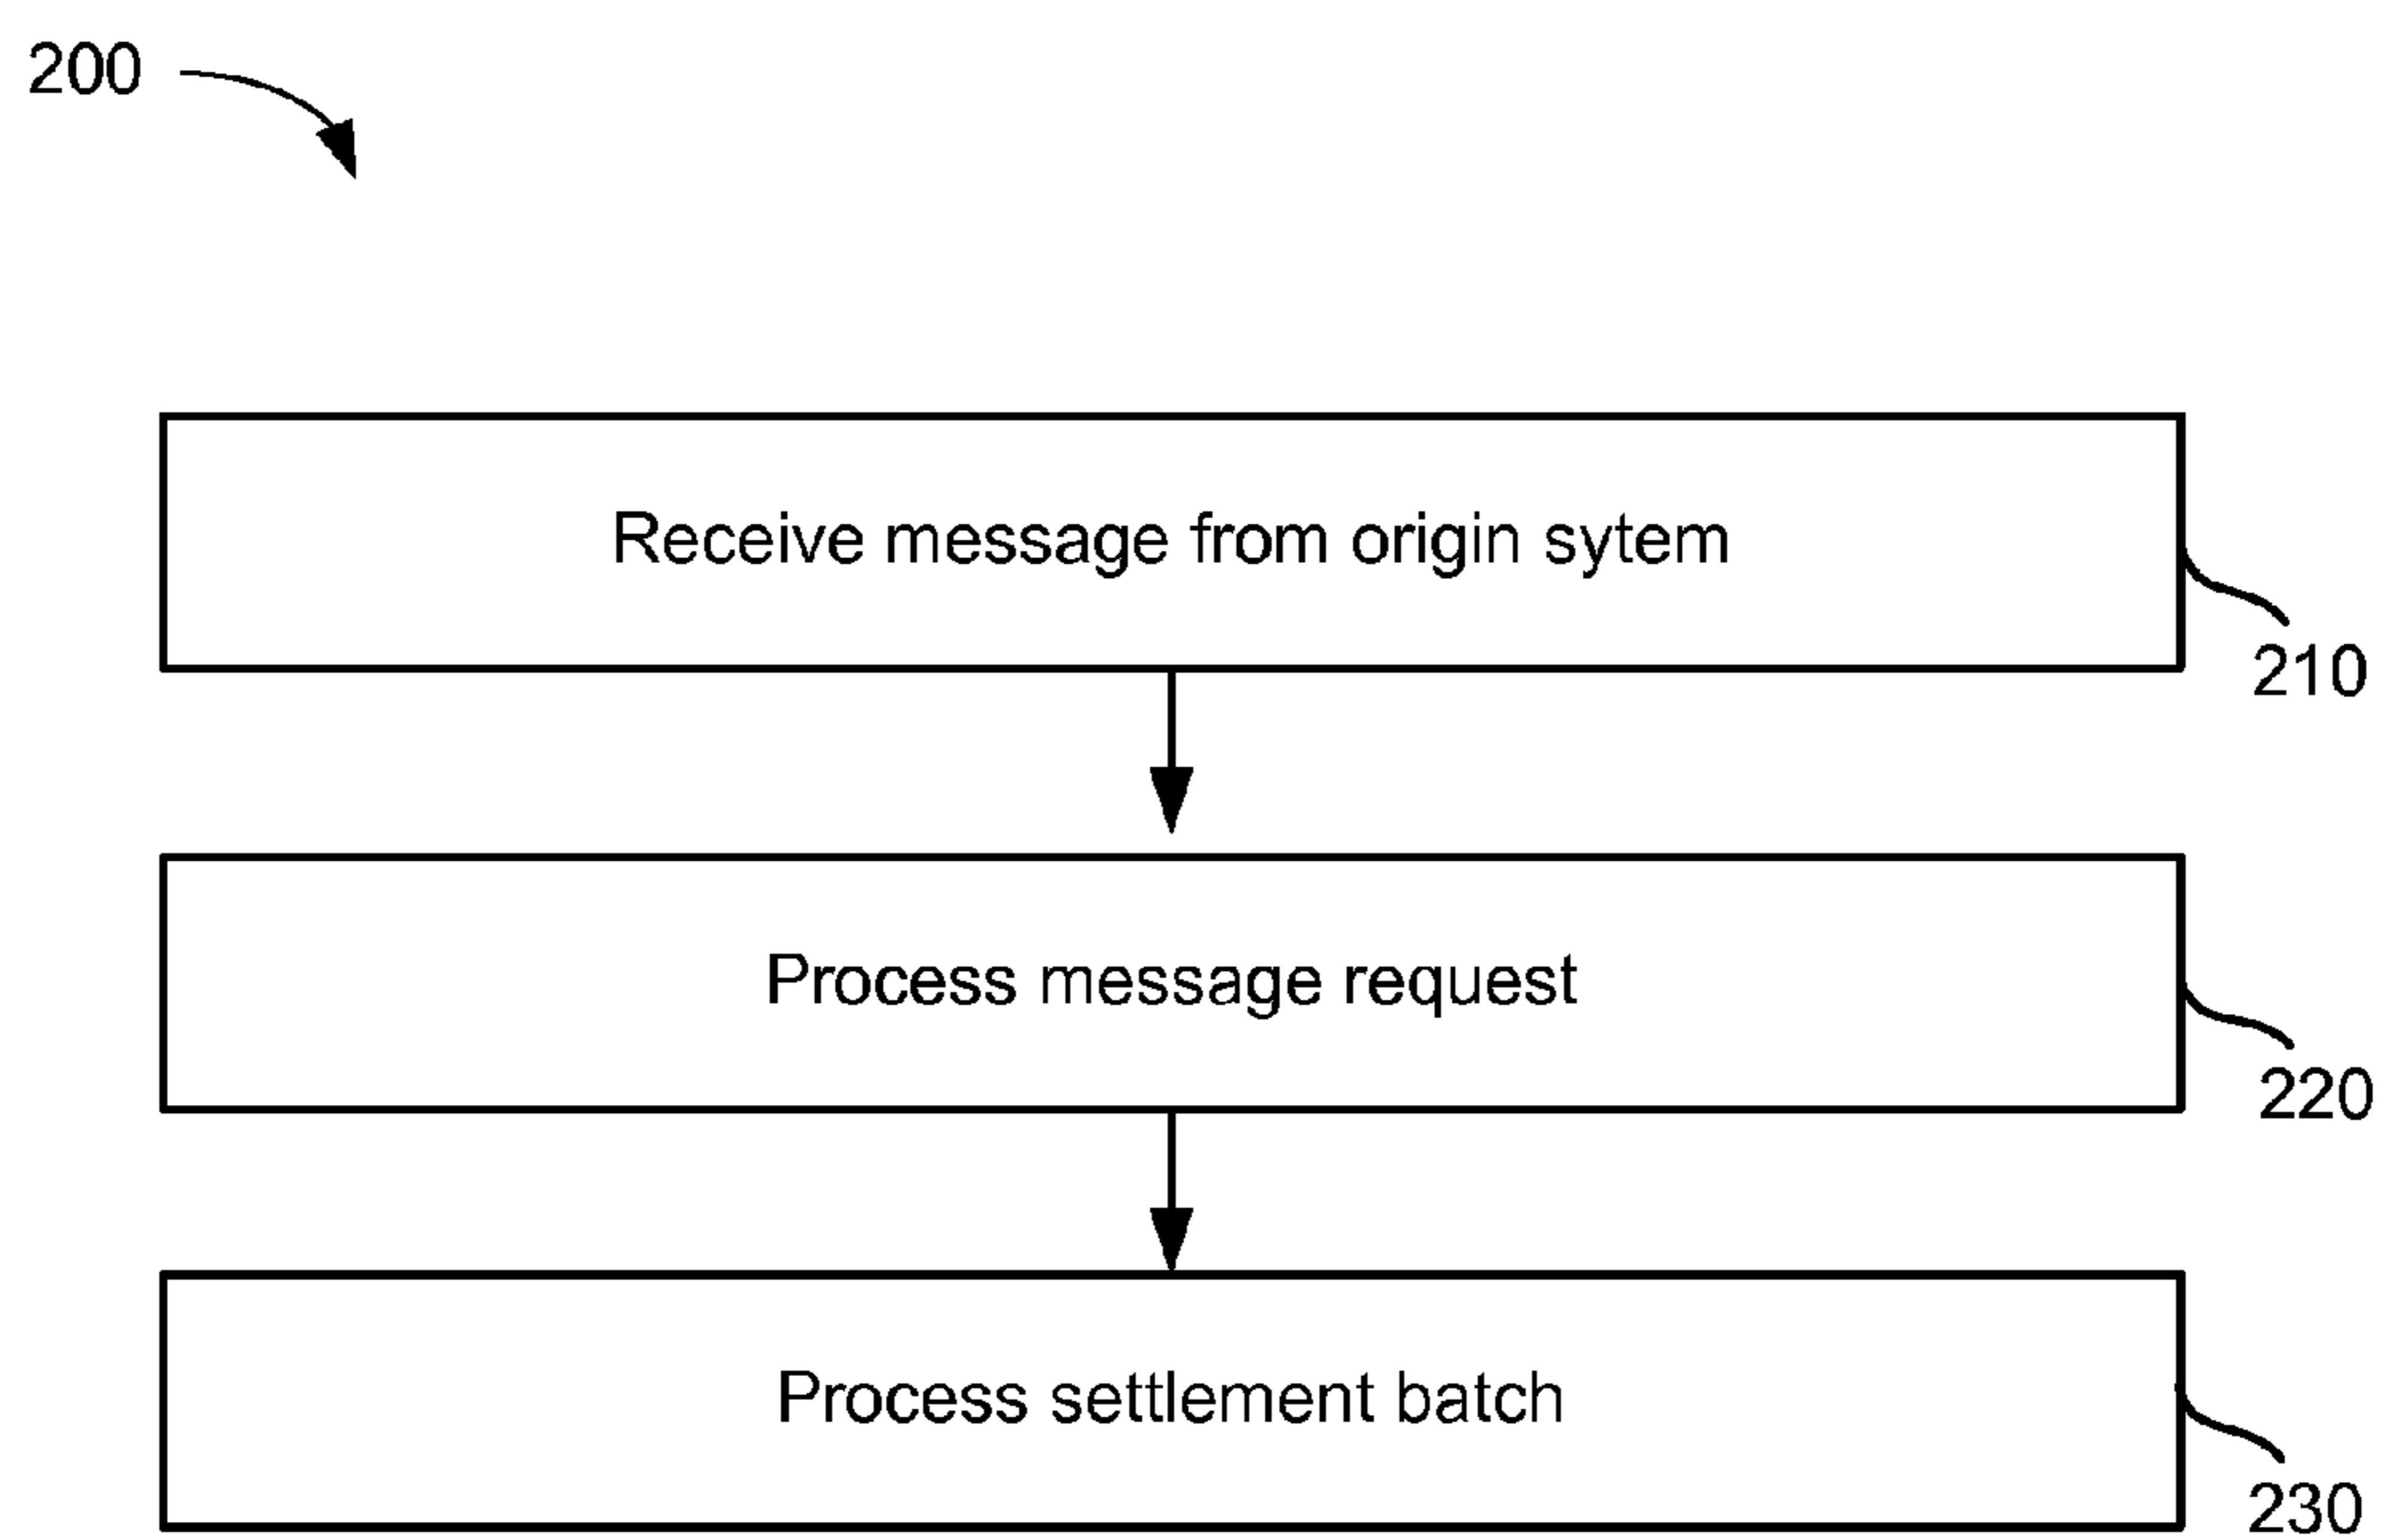 200
Receive message from origin sytem
210
Process message request
220
Process settlement batch
230